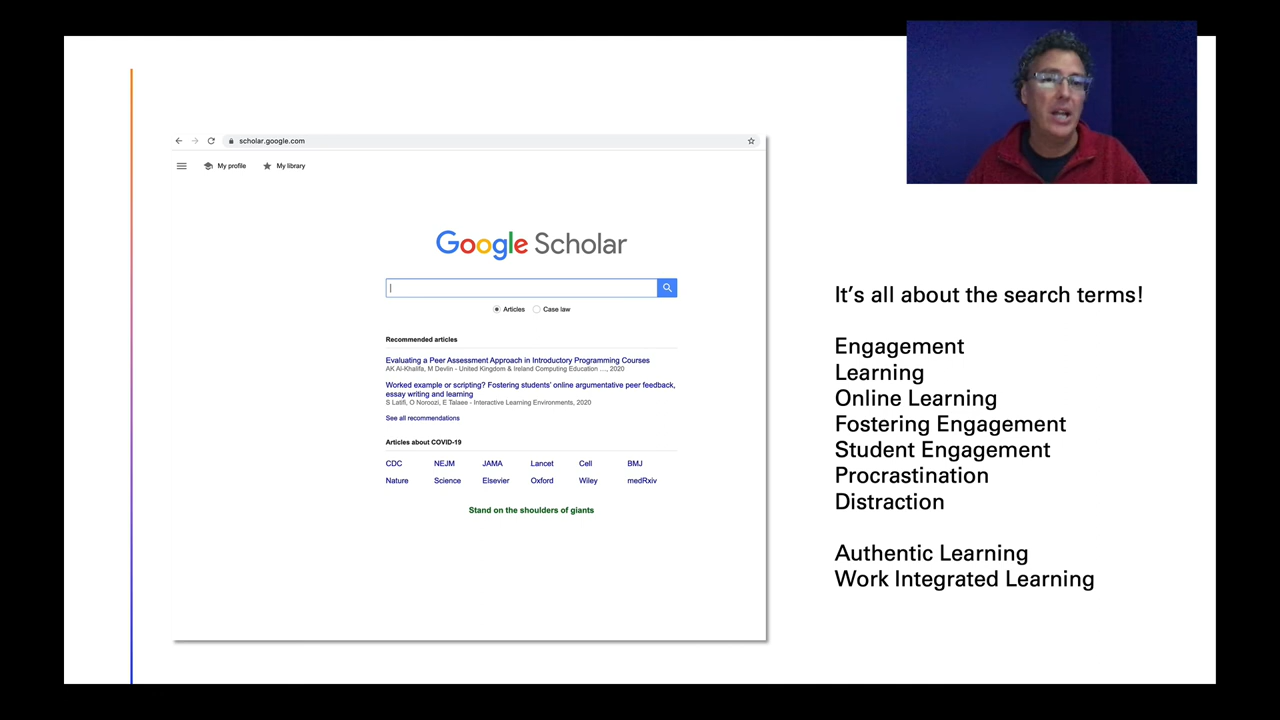 scholar.google.com
My profile
My library
Google Scholar
Articles
Case law
Recommended articles
Evaluating a Peer Assessment Approach in Introductory Programming Courses
AK Al-Khalifa, M Devlin - United Kingdom & Ireland Computing Education …, 2020
Worked example or scripting? Fostering students' online argumentative peer feedback,
essay writing and learning
S Latifi, O Noroozi, E Talaee - Interactive Learning Environments, 2020
See all recommendations
Articles about COVID-19
CDC NEJM JAMA Lancet Cell BMJ
Nature Science Elsevier Oxford Wiley medRxiv
Stand on the shoulders of giants
It's all about the search terms!
Engagement
Learning
Online Learning
Fostering Engagement
Student Engagement
Procrastination
Distraction
Authentic Learning
Work Integrated Learning